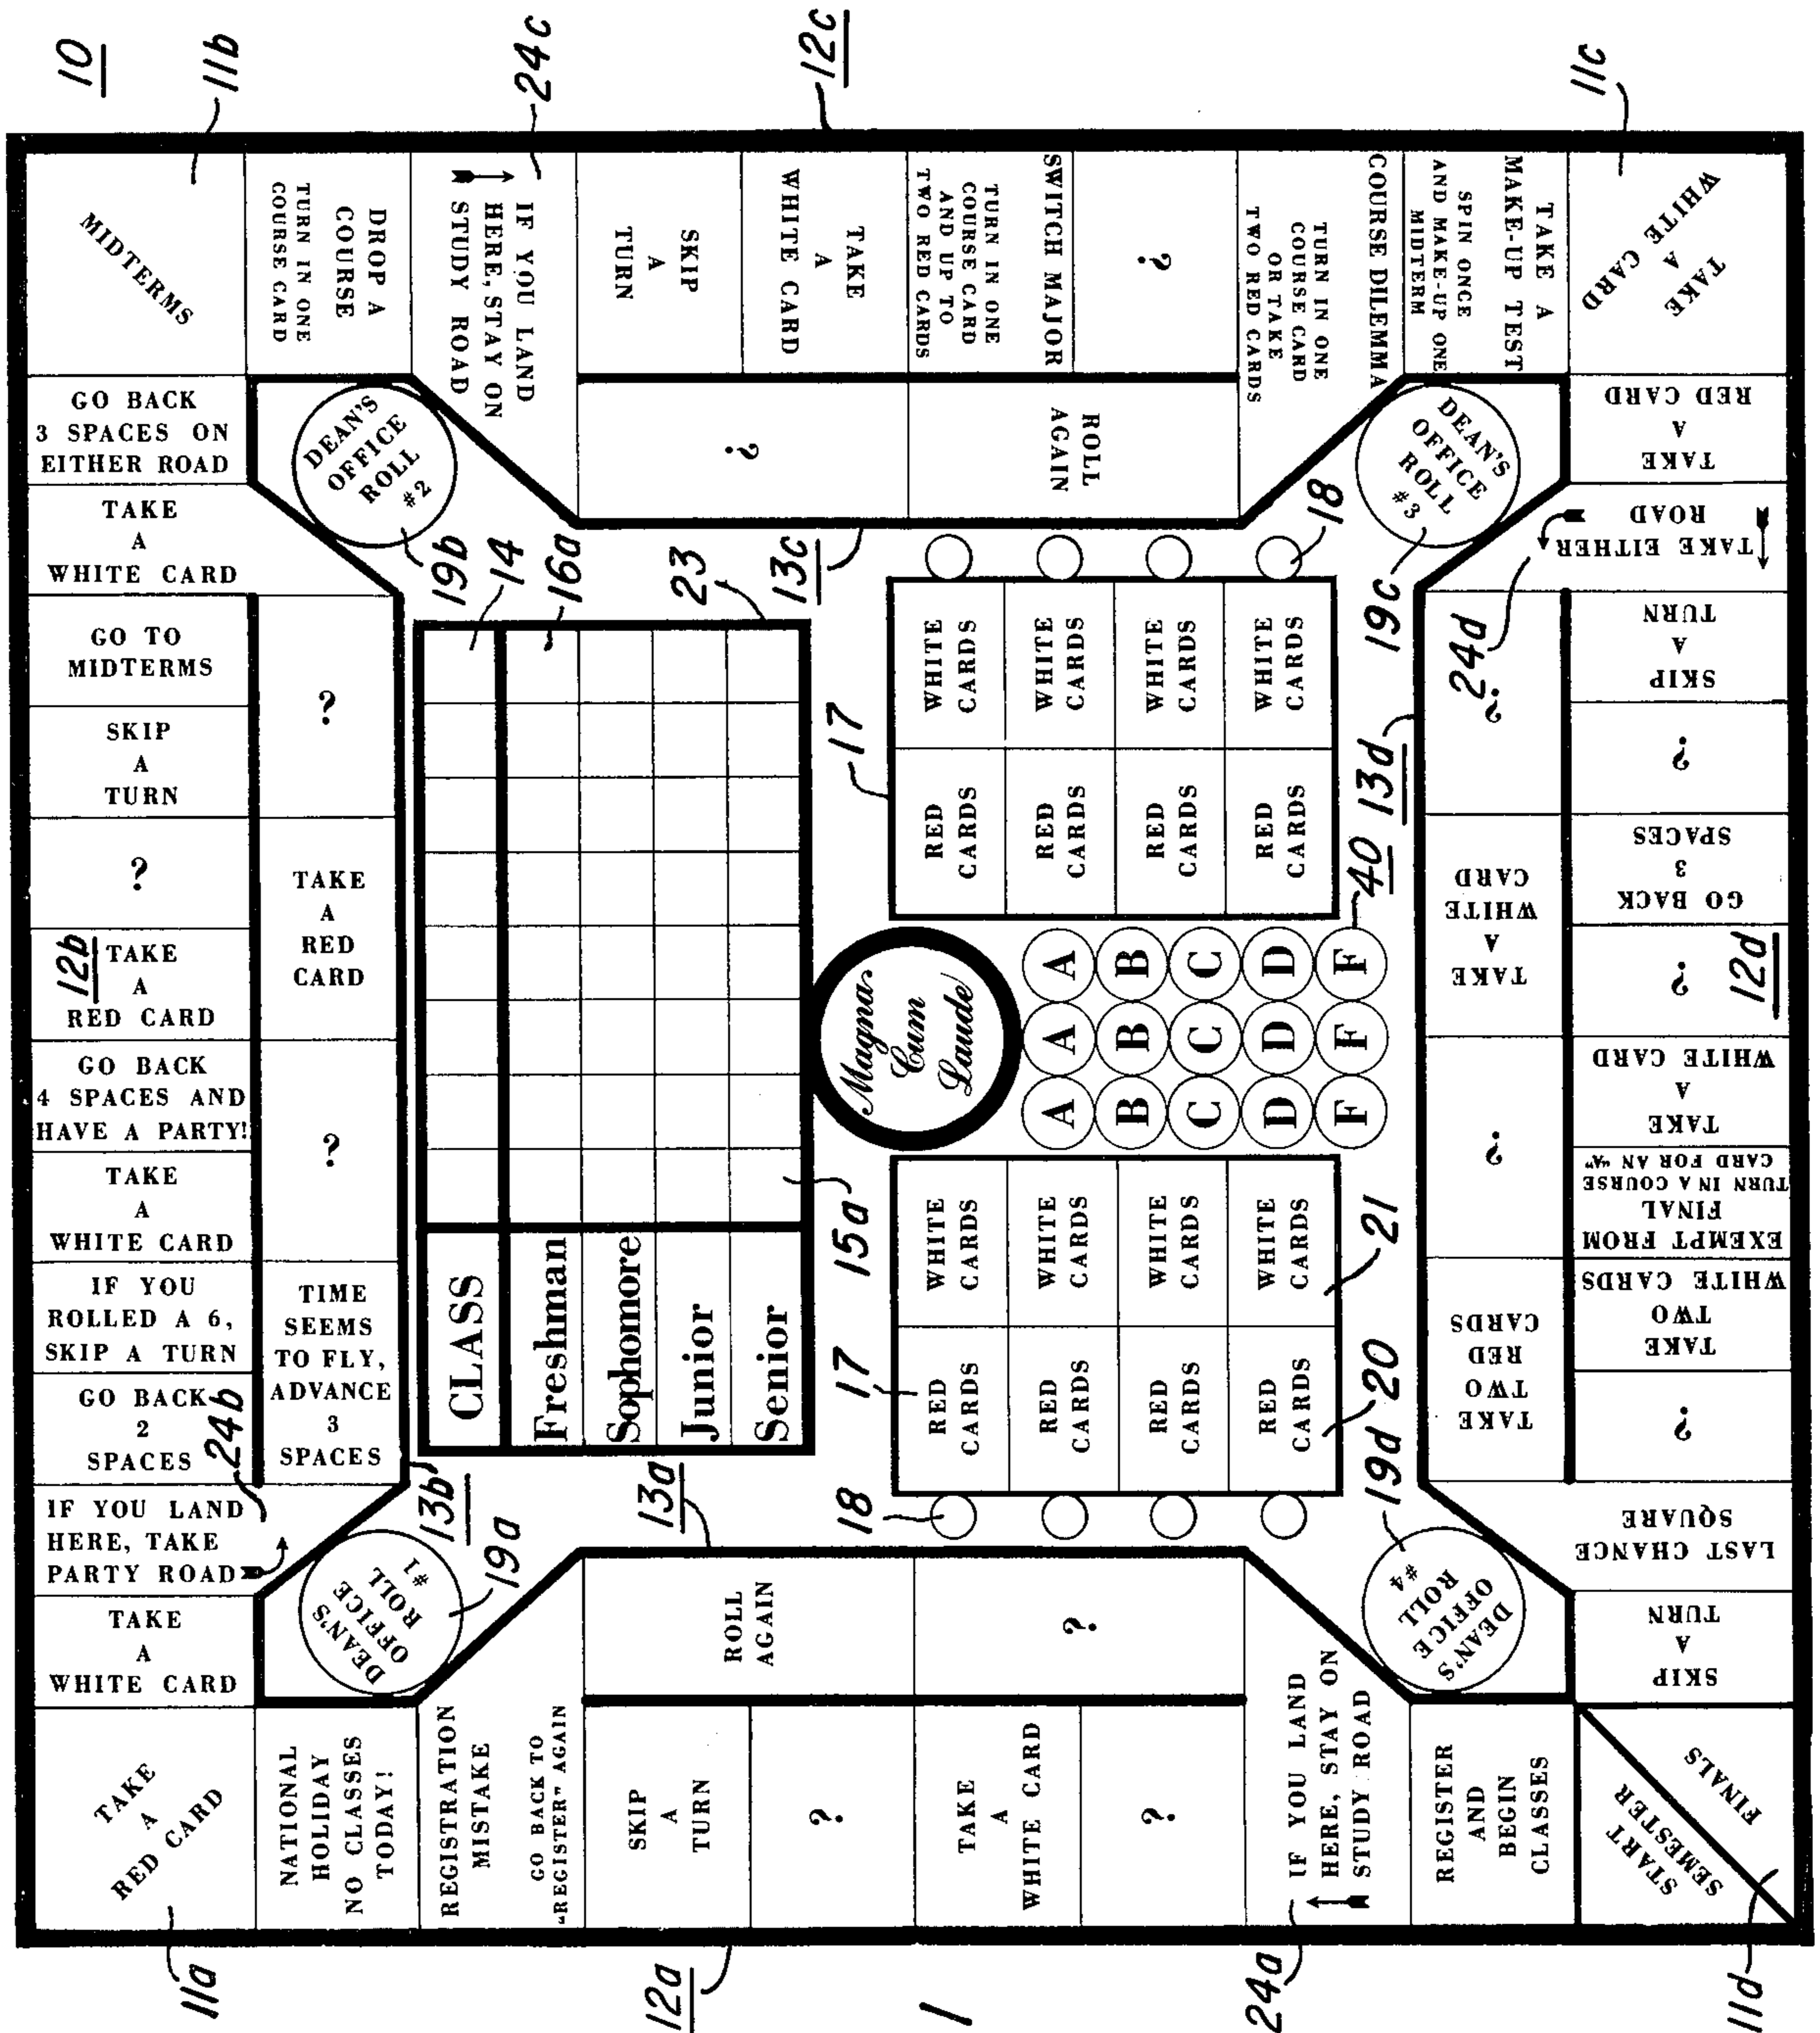 10
11b
24c
12c
11c
MIDTERMS
GO BACK
3 SPACES ON
EITHER ROAD
TAKE
A
WHITE CARD
GO TO
MIDTERMS
SKIP
A
TURN
?
12b
TAKE
A
RED CARD
GO BACK
4 SPACES AND
HAVE A PARTY!
TAKE
A
WHITE CARD
IF YOU
ROLLED A 6,
SKIP A TURN
GO BACK
2
SPACES
24b
IF YOU LAND
HERE, TAKE
PARTY ROAD
TAKE
A
WHITE CARD
TAKE
A
RED CARD
11a
?
TAKE
A
RED CARD
?
TIME
SEEMS
TO FLY,
ADVANCE
3
SPACES
13b
DEAN'S
OFFICE
ROLL
#1
19a
DEAN'S
OFFICE
ROLL
#2
19b
DROP A
COURSE
TURN IN ONE
COURSE CARD
IF YOU LAND
HERE, STAY ON
STUDY ROAD
SKIP
A
TURN
TAKE
A
WHITE CARD
SWITCH MAJOR
TURN IN ONE
COURSE CARD
AND UP TO
TWO RED CARDS
?
COURSE DILEMMA
TURN IN ONE
COURSE CARD
OR TAKE
TWO RED CARDS
TAKE A
MAKE-UP TEST
SPIN ONCE
AND MAKE-UP ONE
MIDTERM
TAKE
A
WHITE CARD
?
ROLL
AGAIN
13c
DEAN'S
OFFICE
ROLL
#3
19c
14
16a
23
CLASS
Freshman
Sophomore
Junior
Senior
15a
13a
Magna
Cum
Laude
17
18
WHITE
CARDS
WHITE
CARDS
WHITE
CARDS
WHITE
CARDS
RED
CARDS
RED
CARDS
RED
CARDS
RED
CARDS
A A A
B B B
C C C
D D D
F F F
40
WHITE
CARDS
WHITE
CARDS
WHITE
CARDS
WHITE
CARDS
21
17
RED
CARDS
RED
CARDS
RED
CARDS
RED
CARDS
20
18
13d
24d
TAKE
A
RED CARD
TAKE EITHER
ROAD
SKIP
A
TURN
?
GO BACK
3
SPACES
?
12d
TAKE
A
WHITE CARD
EXEMPT FROM
FINAL
TURN IN A COURSE
CARD FOR AN "A"
TAKE
TWO
WHITE CARDS
?
LAST CHANCE
SQUARE
SKIP
A
TURN
?
TAKE
A
WHITE
CARD
?
TAKE
TWO
RED
CARDS
DEAN'S
OFFICE
ROLL
#4
19d
FINALS
START
SEMESTER
11d
REGISTER
AND
BEGIN
CLASSES
IF YOU LAND
HERE, STAY ON
STUDY ROAD
24a
?
TAKE
A
WHITE CARD
?
SKIP
A
TURN
REGISTRATION
MISTAKE
GO BACK TO
"REGISTER" AGAIN
NATIONAL
HOLIDAY
NO CLASSES
TODAY!
?
ROLL
AGAIN
12a
1